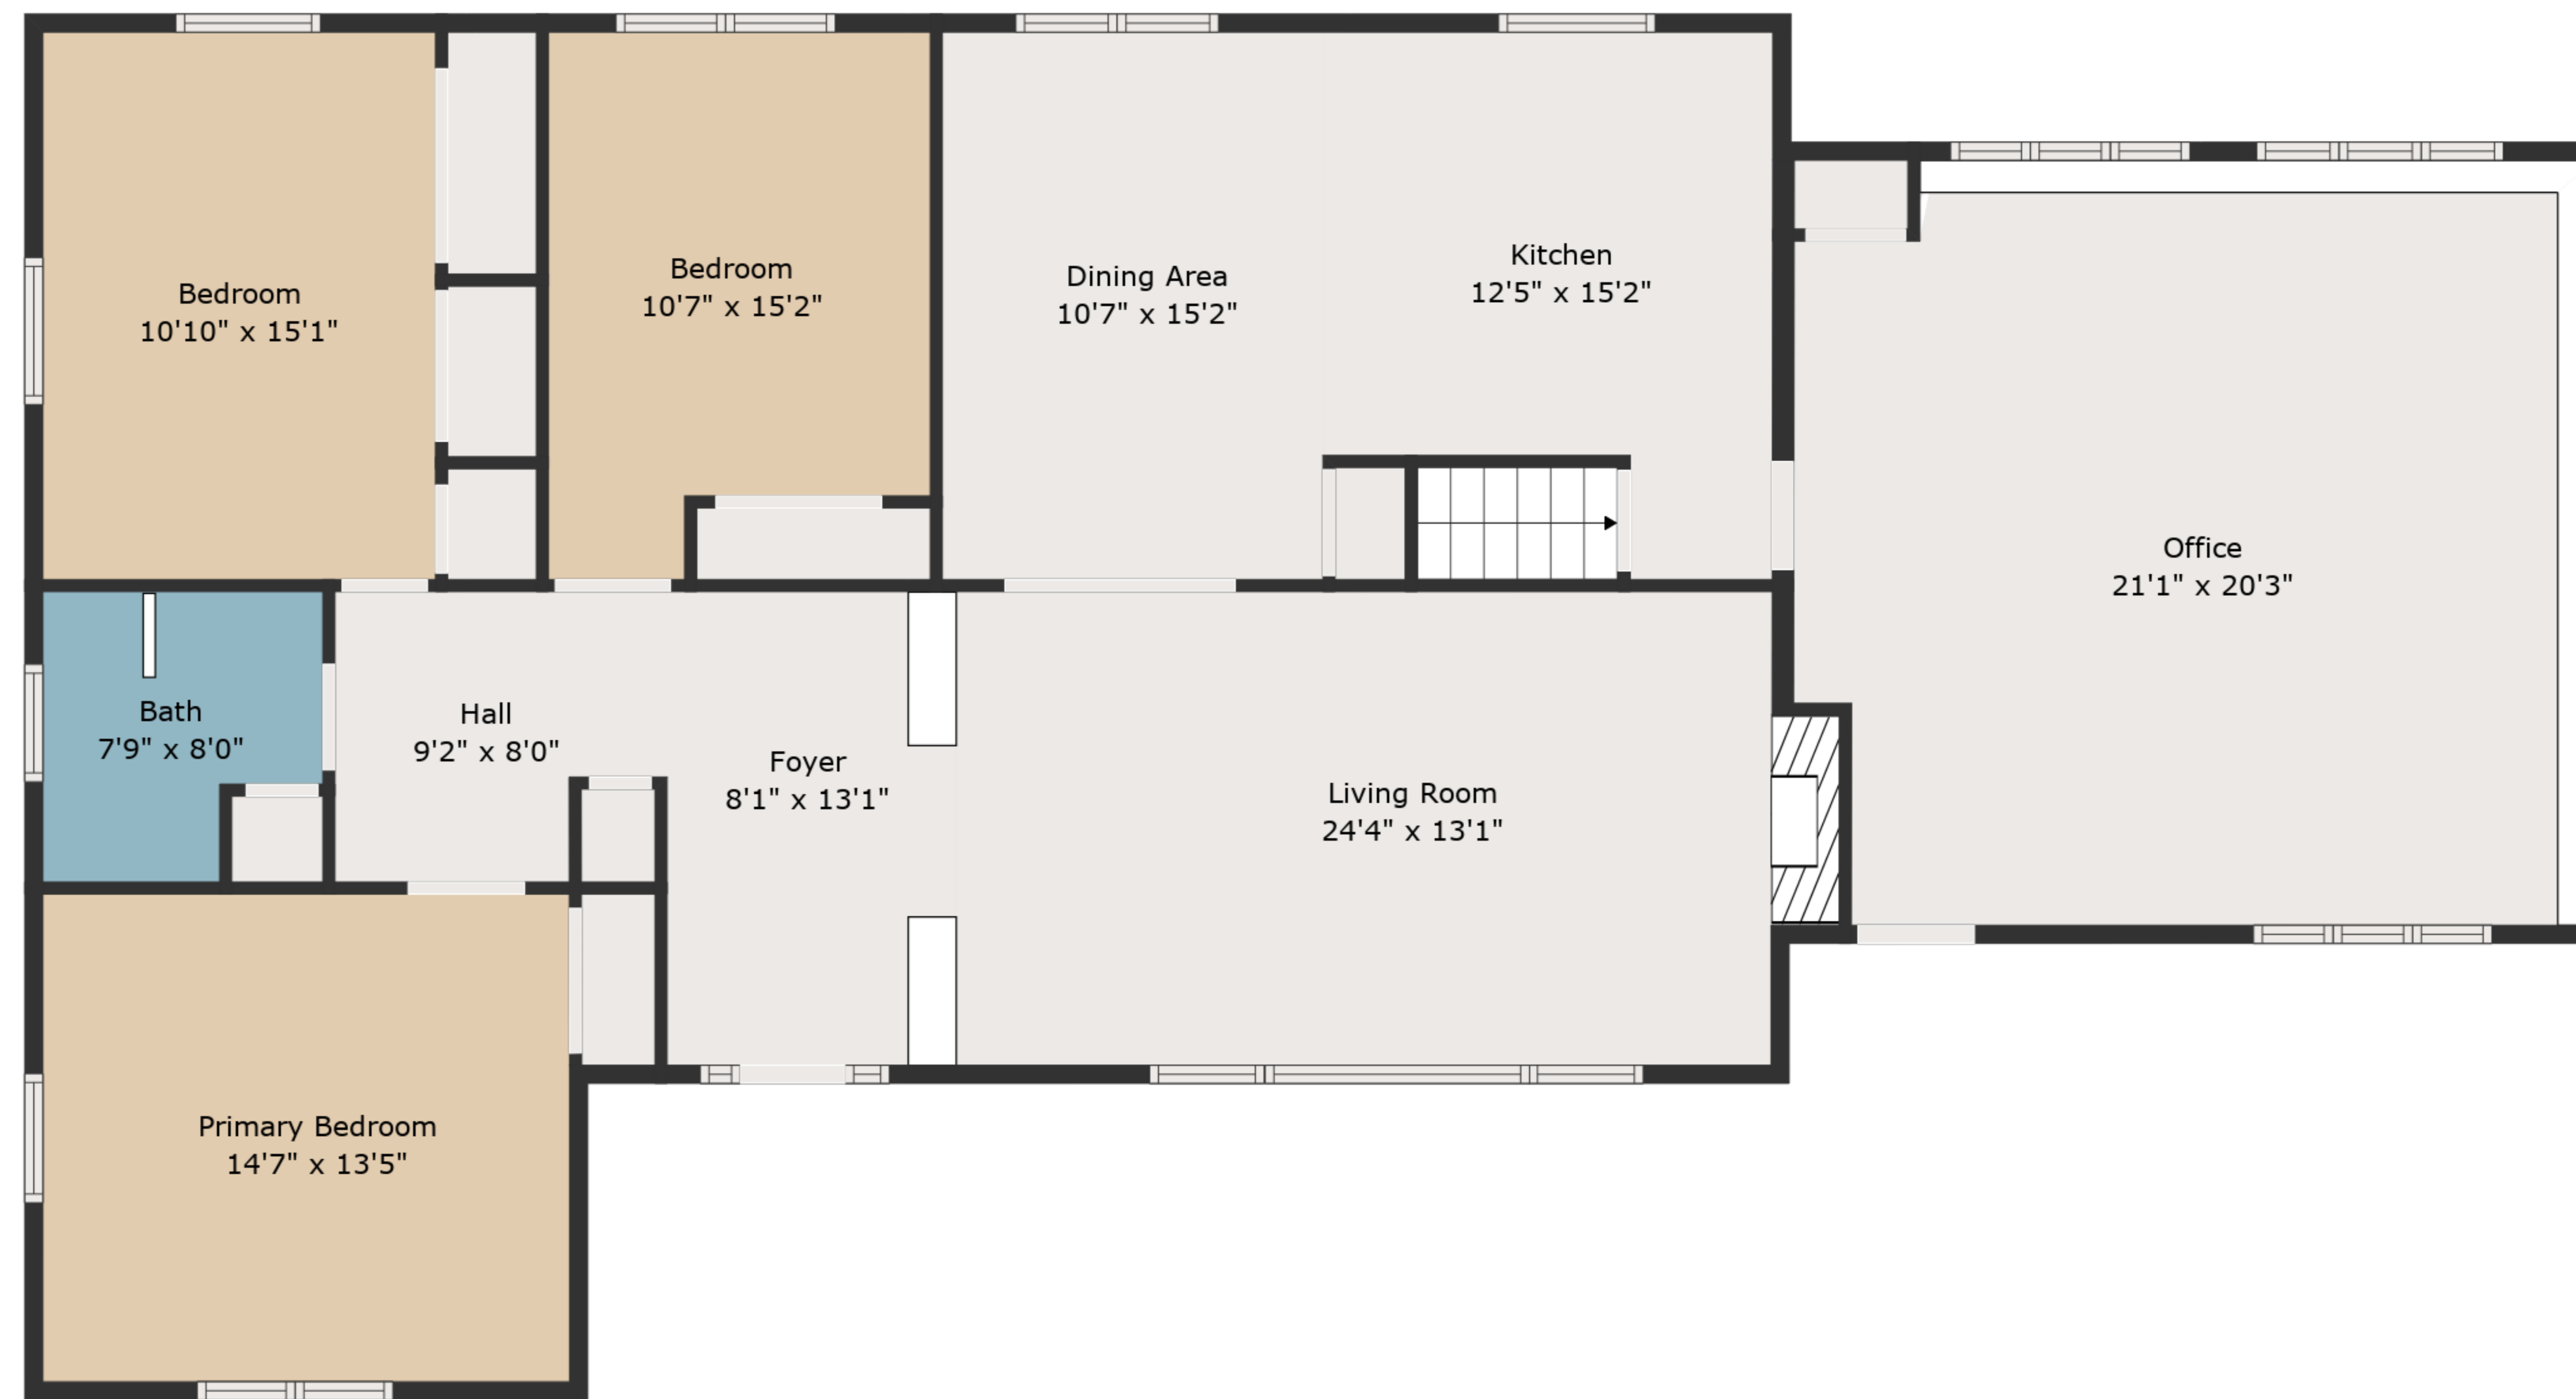 Bedroom
10'10" x 15'1"
Bedroom
10'7" x 15'2"
Dining Area
10'7" x 15'2"
Kitchen
12'5" x 15'2"
Office
21'1" x 20'3"
Bath
7'9" x 8'0"
Hall
9'2" x 8'0"
Foyer
8'1" x 13'1"
Living Room
24'4" x 13'1"
Primary Bedroom
14'7" x 13'5"